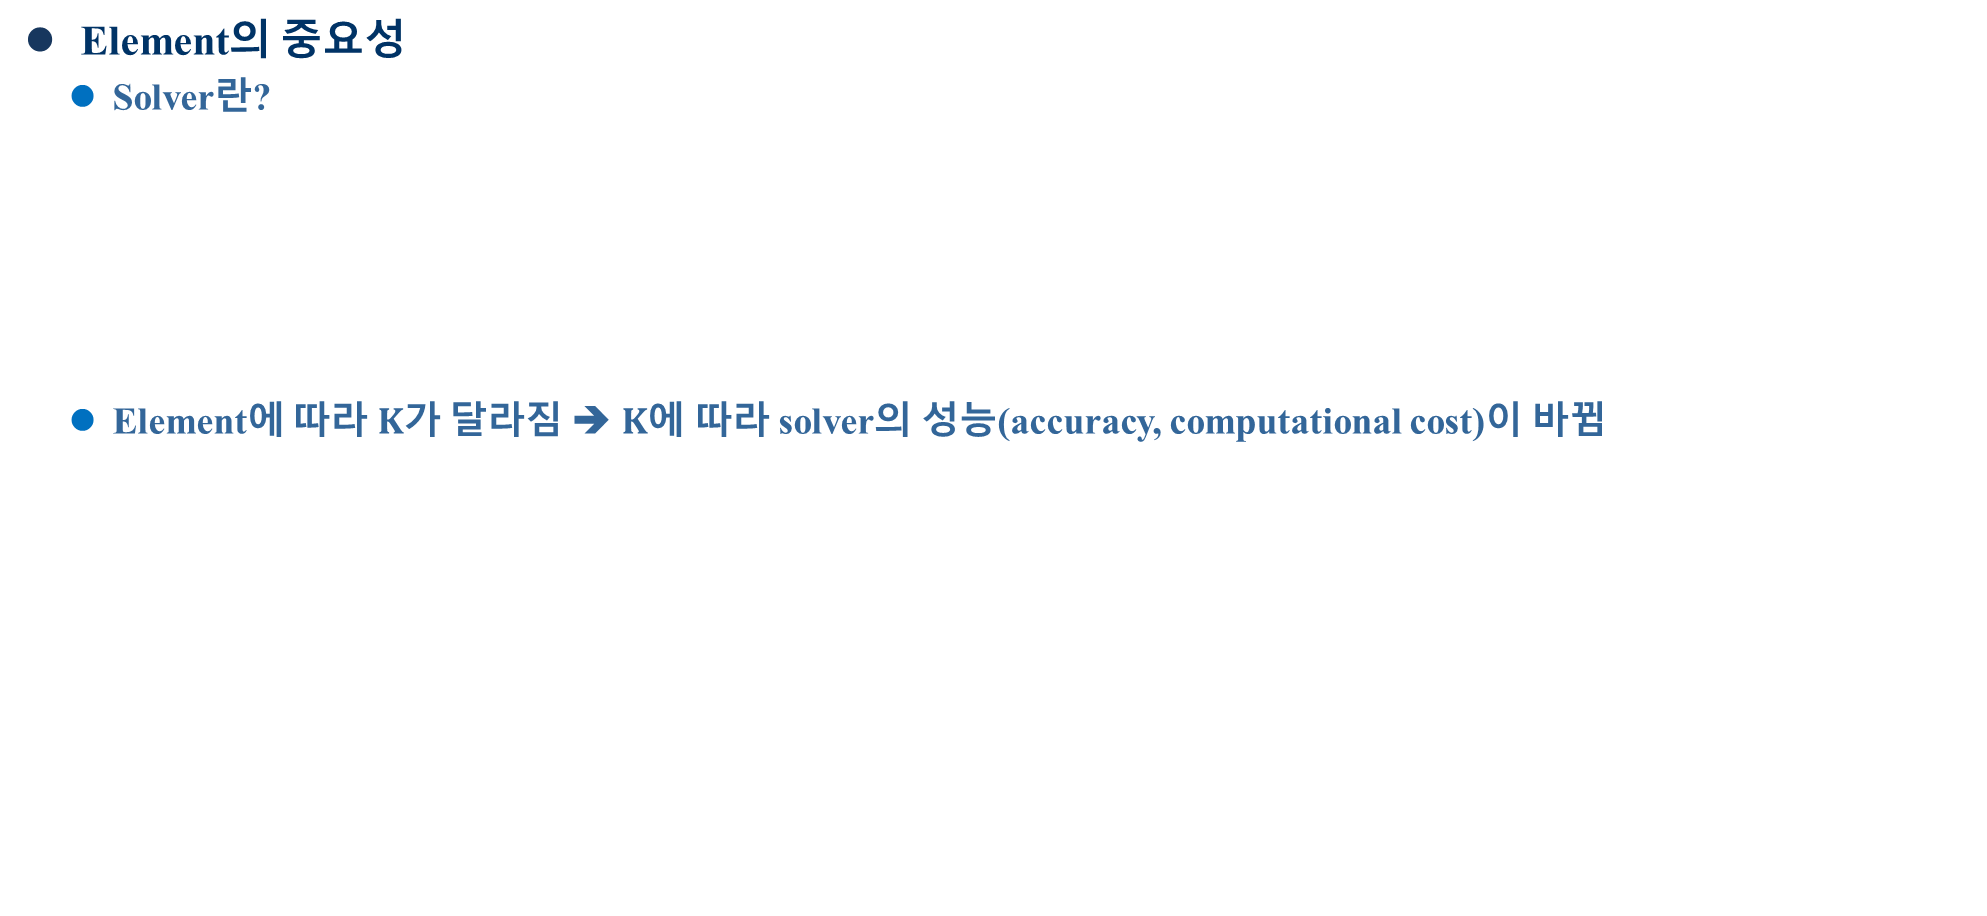 ● Element의 중요성
● Solver란?
● Element에 따라 K가 달라짐 ➔ K에 따라 solver의 성능(accuracy, computational cost)이 바뀜